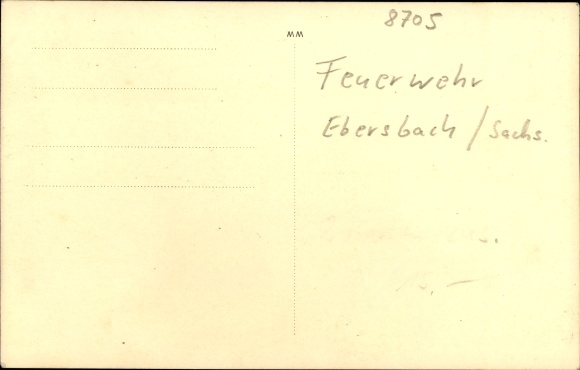 8705
MM
Feuerwehr
Ebersbach / Sachs.